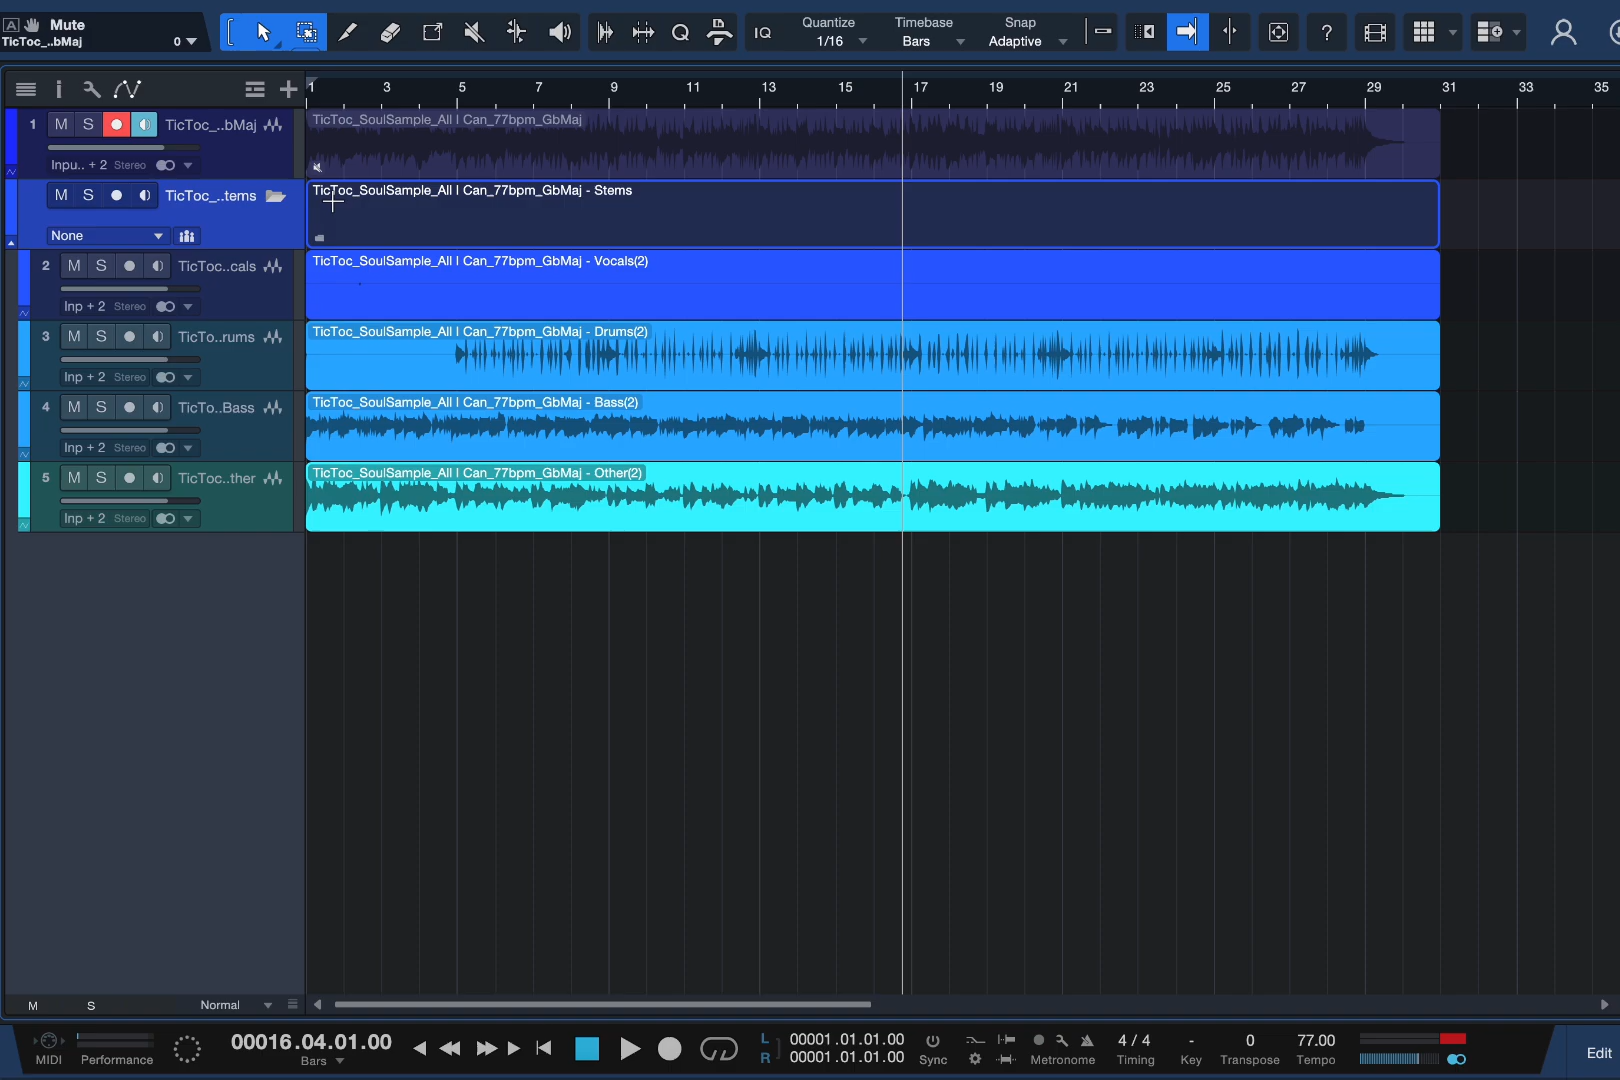 A Mute
TicToc_..bMaj 0
IQ
Quantize
1/16
Timebase
Bars
Snap
Adaptive
?
1 3 5 7 9 11 13 15 17 19 21 23 25 27 29 31 33 35
1 M S TicToc_..bMaj
Inpu.. + 2 Stereo
TicToc_SoulSample_All I Can_77bpm_GbMaj
M S TicToc_..tems
None
TicToc_SoulSample_All I Can_77bpm_GbMaj - Stems
2 M S TicToc..cals
Inp + 2 Stereo
TicToc_SoulSample_All I Can_77bpm_GbMaj - Vocals(2)
3 M S TicTo..rums
Inp + 2 Stereo
TicToc_SoulSample_All I Can_77bpm_GbMaj - Drums(2)
4 M S TicTo..Bass
Inp + 2 Stereo
TicToc_SoulSample_All I Can_77bpm_GbMaj - Bass(2)
5 M S TicToc..ther
Inp + 2 Stereo
TicToc_SoulSample_All I Can_77bpm_GbMaj - Other(2)
M S Normal
MIDI
Performance
00016.04.01.00
Bars
L 00001.01.01.00
R 00001.01.01.00
Sync
Metronome
4 / 4
Timing
-
Key
0
Transpose
77.00
Tempo
Edit